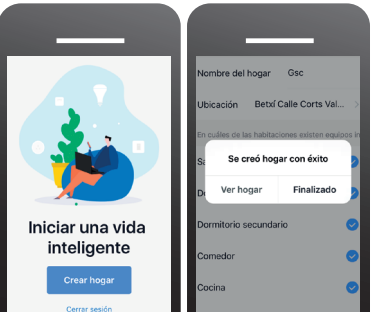 Iniciar una vida
inteligente
Crear hogar
Cerrar sesión
Nombre del hogar Gsc
Ubicación Betxí Calle Corts Val...
En cuáles de las habitaciones existen equipos in
Se creó hogar con éxito
Ver hogar Finalizado
Dormitorio secundario
Comedor
Cocina